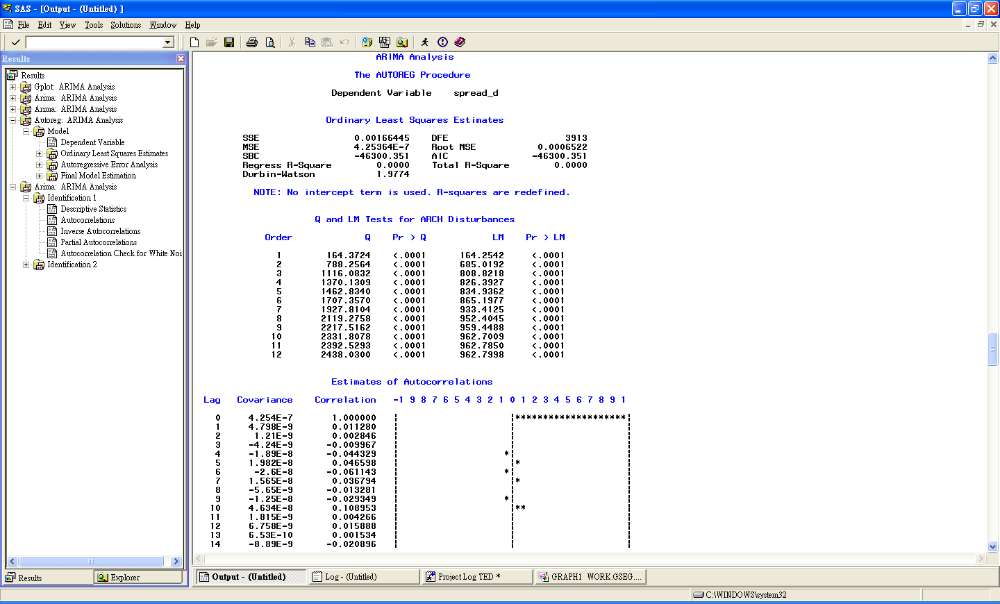 SAS - [Output - (Untitled) ]
File Edit View Tools Solutions Window Help
Results
Results
Gplot: ARIMA Analysis
Arima: ARIMA Analysis
Arima: ARIMA Analysis
Autoreg: ARIMA Analysis
Model
Dependent Variable
Ordinary Least Squares Estimates
Autoregressive Error Analysis
Final Model Estimation
Arima: ARIMA Analysis
Identification 1
Descriptive Statistics
Autocorrelations
Inverse Autocorrelations
Partial Autocorrelations
Autocorrelation Check for White Noi
Identification 2
Results Explorer
ARIMA Analysis
The AUTOREG Procedure
Dependent Variable spread_d
Ordinary Least Squares Estimates
SSE 0.00166445 DFE 3913
MSE 4.25364E-7 Root MSE 0.0006522
SBC -46300.351 AIC -46300.351
Regress R-Square 0.0000 Total R-Square 0.0000
Durbin-Watson 1.9774
NOTE: No intercept term is used. R-squares are redefined.
Q and LM Tests for ARCH Disturbances
Order Q Pr > Q LM Pr > LM
1 164.3724 <.0001 164.2542 <.0001
2 788.2564 <.0001 685.0192 <.0001
3 1116.0832 <.0001 808.8218 <.0001
4 1370.1309 <.0001 826.3927 <.0001
5 1462.8340 <.0001 834.9362 <.0001
6 1707.3570 <.0001 865.1977 <.0001
7 1927.8104 <.0001 933.4125 <.0001
8 2119.2758 <.0001 952.4045 <.0001
9 2217.5162 <.0001 959.4488 <.0001
10 2331.8078 <.0001 962.7009 <.0001
11 2392.5293 <.0001 962.7850 <.0001
12 2438.0300 <.0001 962.7998 <.0001
Estimates of Autocorrelations
Lag Covariance Correlation -1 9 8 7 6 5 4 3 2 1 0 1 2 3 4 5 6 7 8 9 1
0 4.254E-7 1.000000 | |********************|
1 4.798E-9 0.011280 | | |
2 1.21E-9 0.002846 | | |
3 -4.24E-9 -0.009967 | | |
4 -1.89E-8 -0.044329 | *| |
5 1.982E-8 0.046598 | |* |
6 -2.6E-8 -0.061143 | *| |
7 1.565E-8 0.036794 | |* |
8 -5.65E-9 -0.013281 | | |
9 -1.25E-8 -0.029349 | *| |
10 4.634E-8 0.108953 | |** |
11 1.815E-9 0.004266 | | |
12 6.758E-9 0.015888 | | |
13 6.53E-10 0.001534 | | |
14 -8.89E-9 -0.020896 | | |
Output - (Untitled) Log - (Untitled) Project Log TED * GRAPH1 WORK.GSEG....
C:\WINDOWS\system32